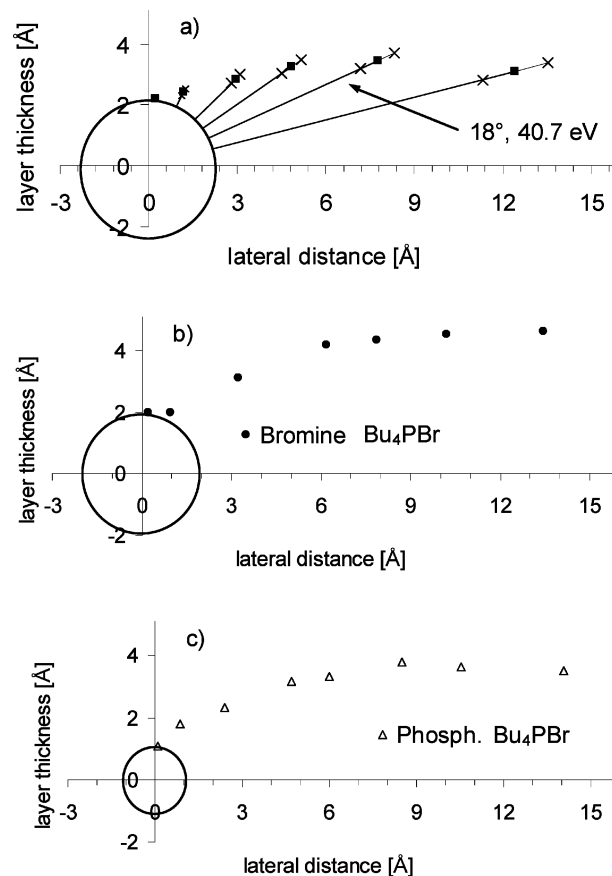 a)
layer thickness [Å]
4
2
0
-2
-3 0 3 6 9 12 15
18°, 40.7 eV
lateral distance [Å]
b)
layer thickness [Å]
4
2
0
-2
Bromine Bu₄PBr
-3 0 3 6 9 12 15
lateral distance [Å]
c)
layer thickness [Å]
4
2
0
-2
Phosph. Bu₄PBr
-3 0 3 6 9 12 15
lateral distance [Å]